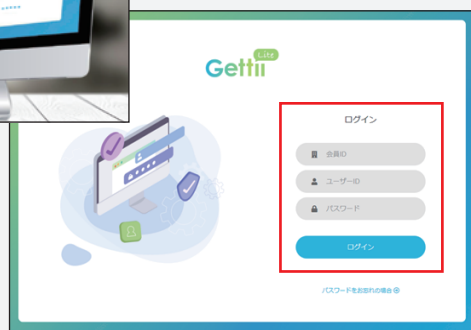 Gettii
Lite
ログイン
会員ID
ユーザーID
パスワード
ログイン
パスワードをお忘れの場合